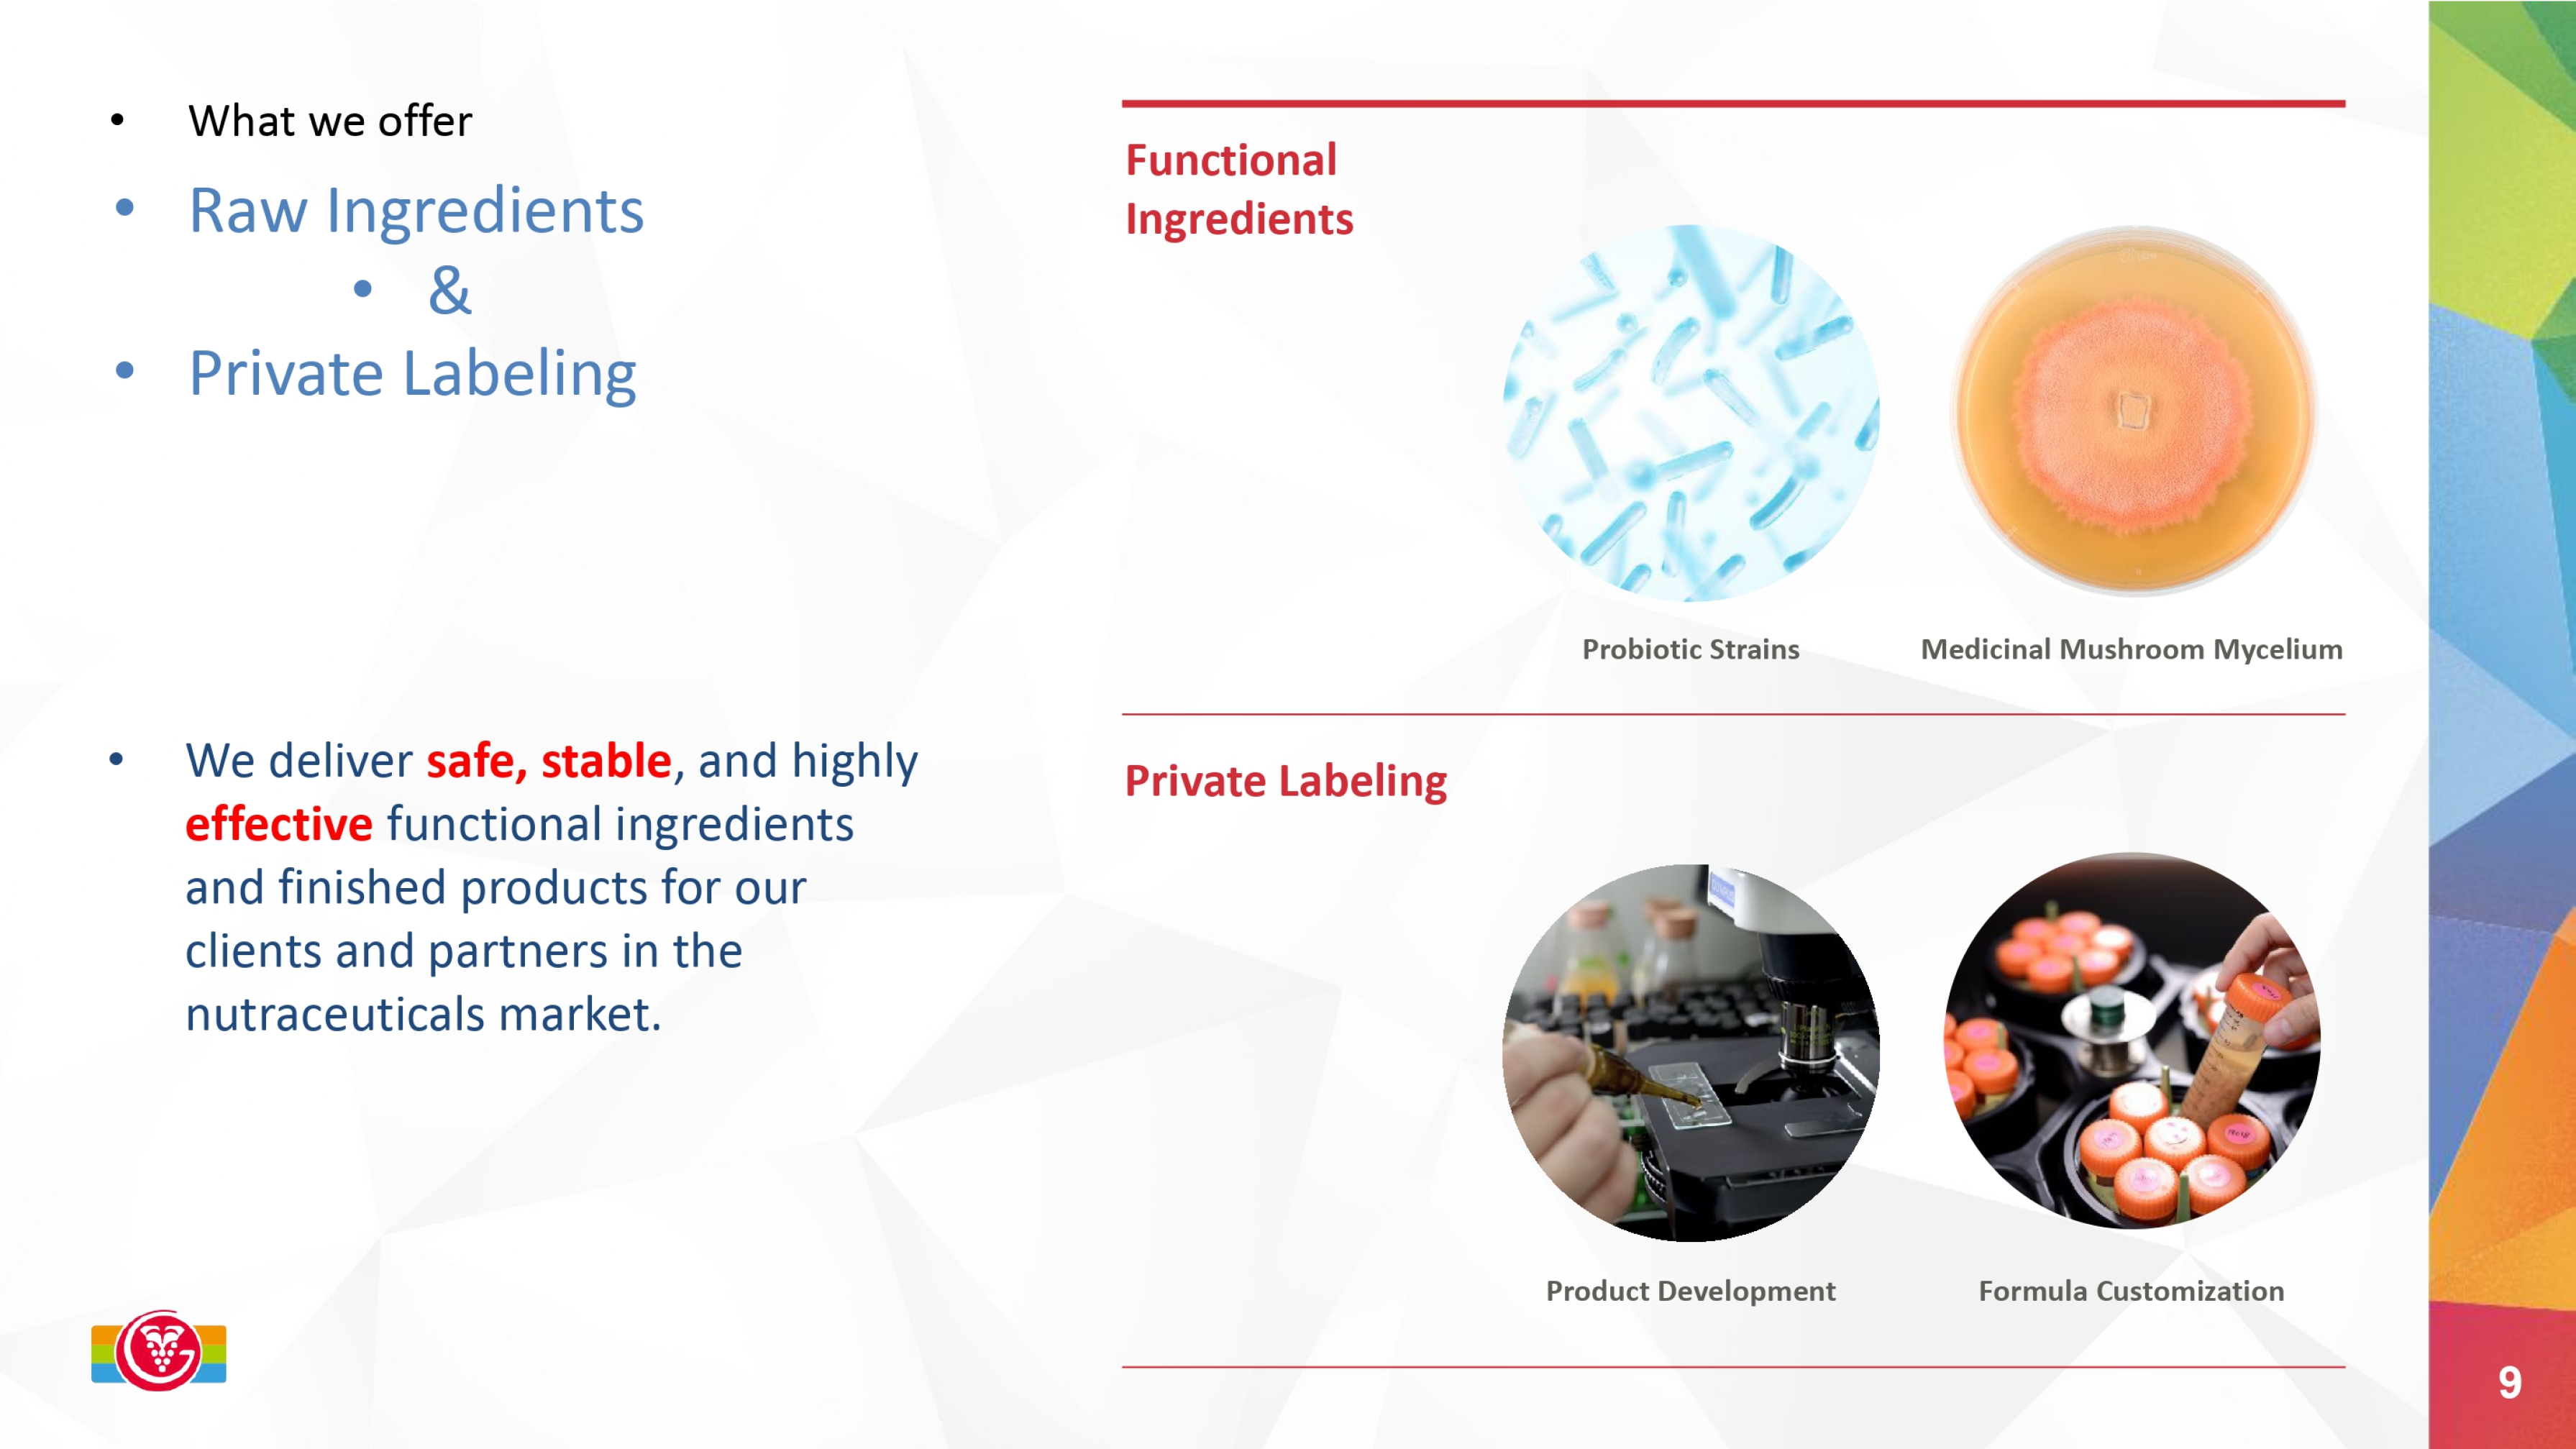 • What we offer
• Raw Ingredients
• &
• Private Labeling
• We deliver safe, stable, and highly
effective functional ingredients
and finished products for our
clients and partners in the
nutraceuticals market.
Functional
Ingredients
Probiotic Strains
Medicinal Mushroom Mycelium
Private Labeling
Product Development
Formula Customization
9